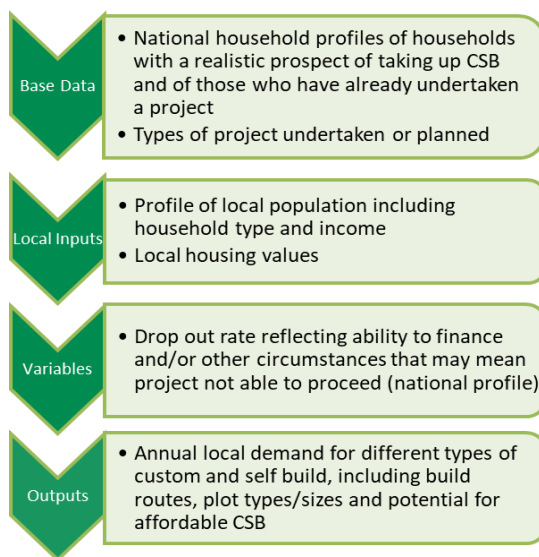 Base Data
• National household profiles of households
with a realistic prospect of taking up CSB
and of those who have already undertaken
a project
• Types of project undertaken or planned
Local Inputs
• Profile of local population including
household type and income
• Local housing values
Variables
• Drop out rate reflecting ability to finance
and/or other circumstances that may mean
project not able to proceed (national profile)
Outputs
• Annual local demand for different types of
custom and self build, including build
routes, plot types/sizes and potential for
affordable CSB